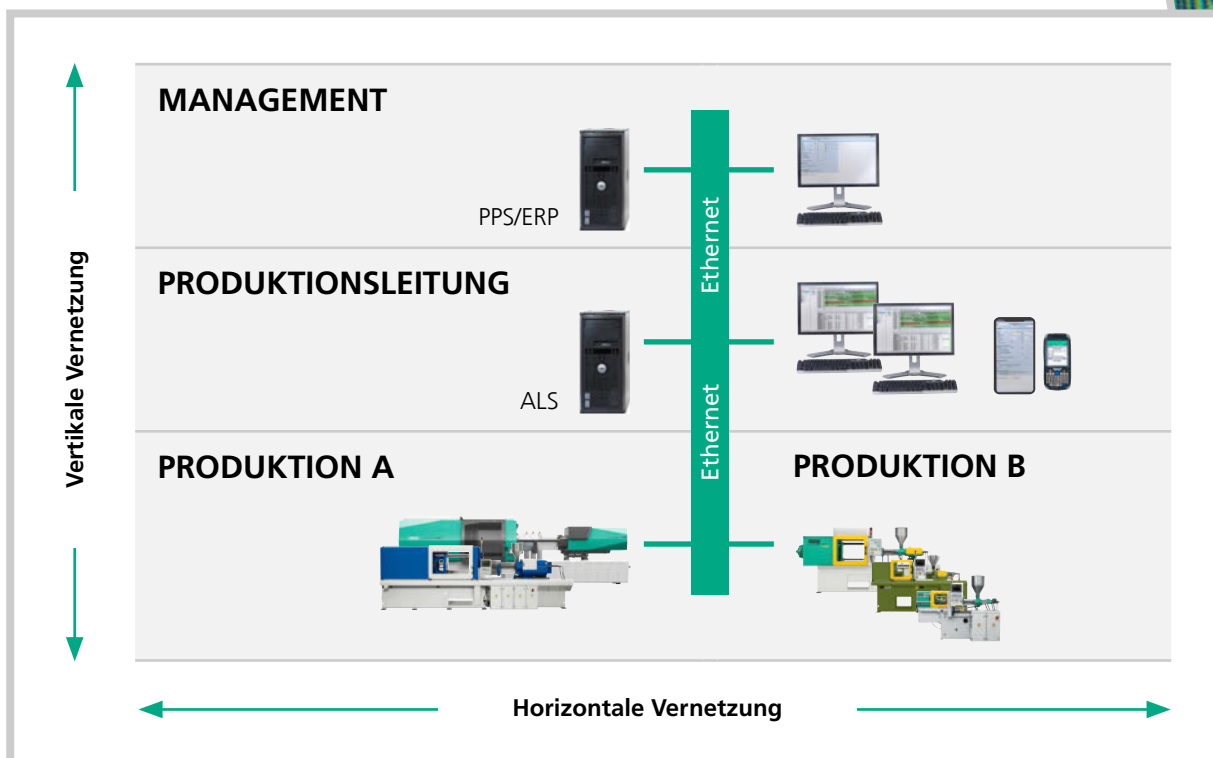 MANAGEMENT
PPS/ERP
Ethernet
PRODUKTIONSLEITUNG
ALS
Ethernet
PRODUKTION A
PRODUKTION B
Vertikale Vernetzung
Horizontale Vernetzung